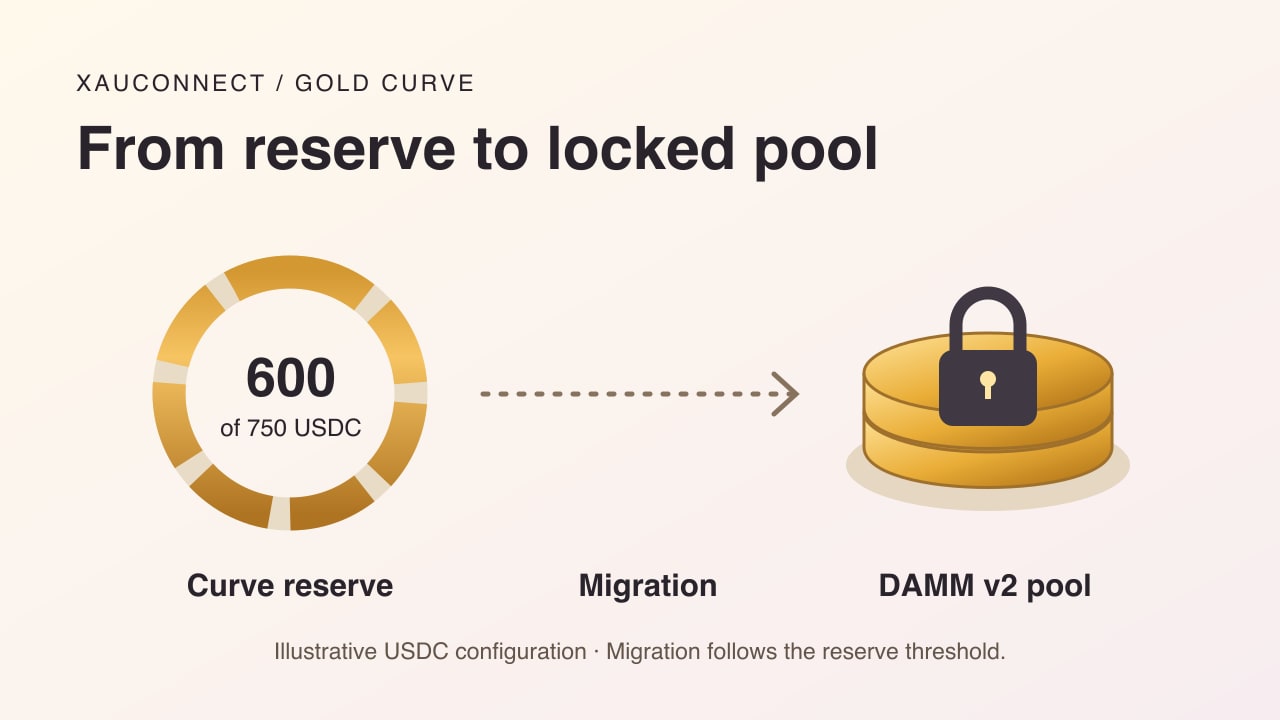 XAUCONNECT / GOLD CURVE
From reserve to locked pool
600
of 750 USDC
Curve reserve
Migration
DAMM v2 pool
Illustrative USDC configuration · Migration follows the reserve threshold.